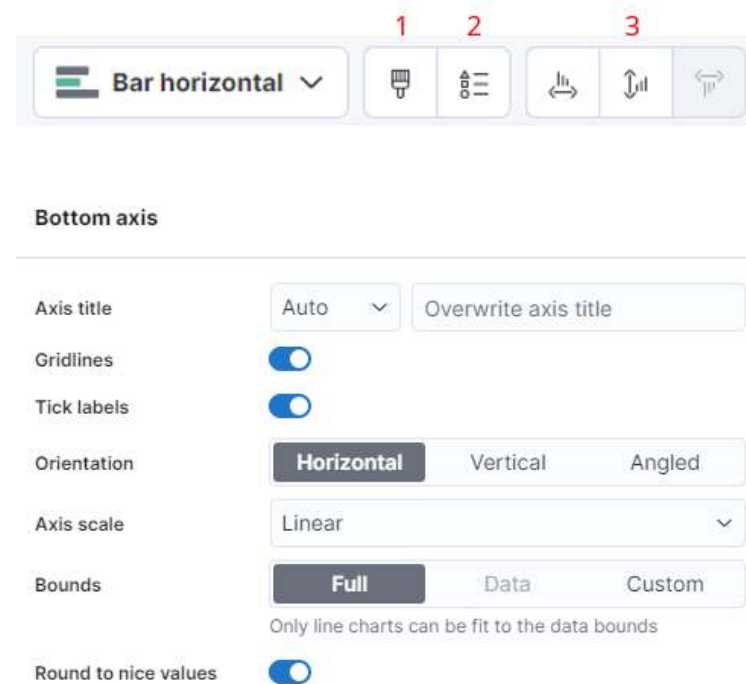 1 2 3
Bar horizontal
Bottom axis
Axis title Auto Overwrite axis title
Gridlines
Tick labels
Orientation Horizontal Vertical Angled
Axis scale Linear
Bounds Full Data Custom
Only line charts can be fit to the data bounds
Round to nice values